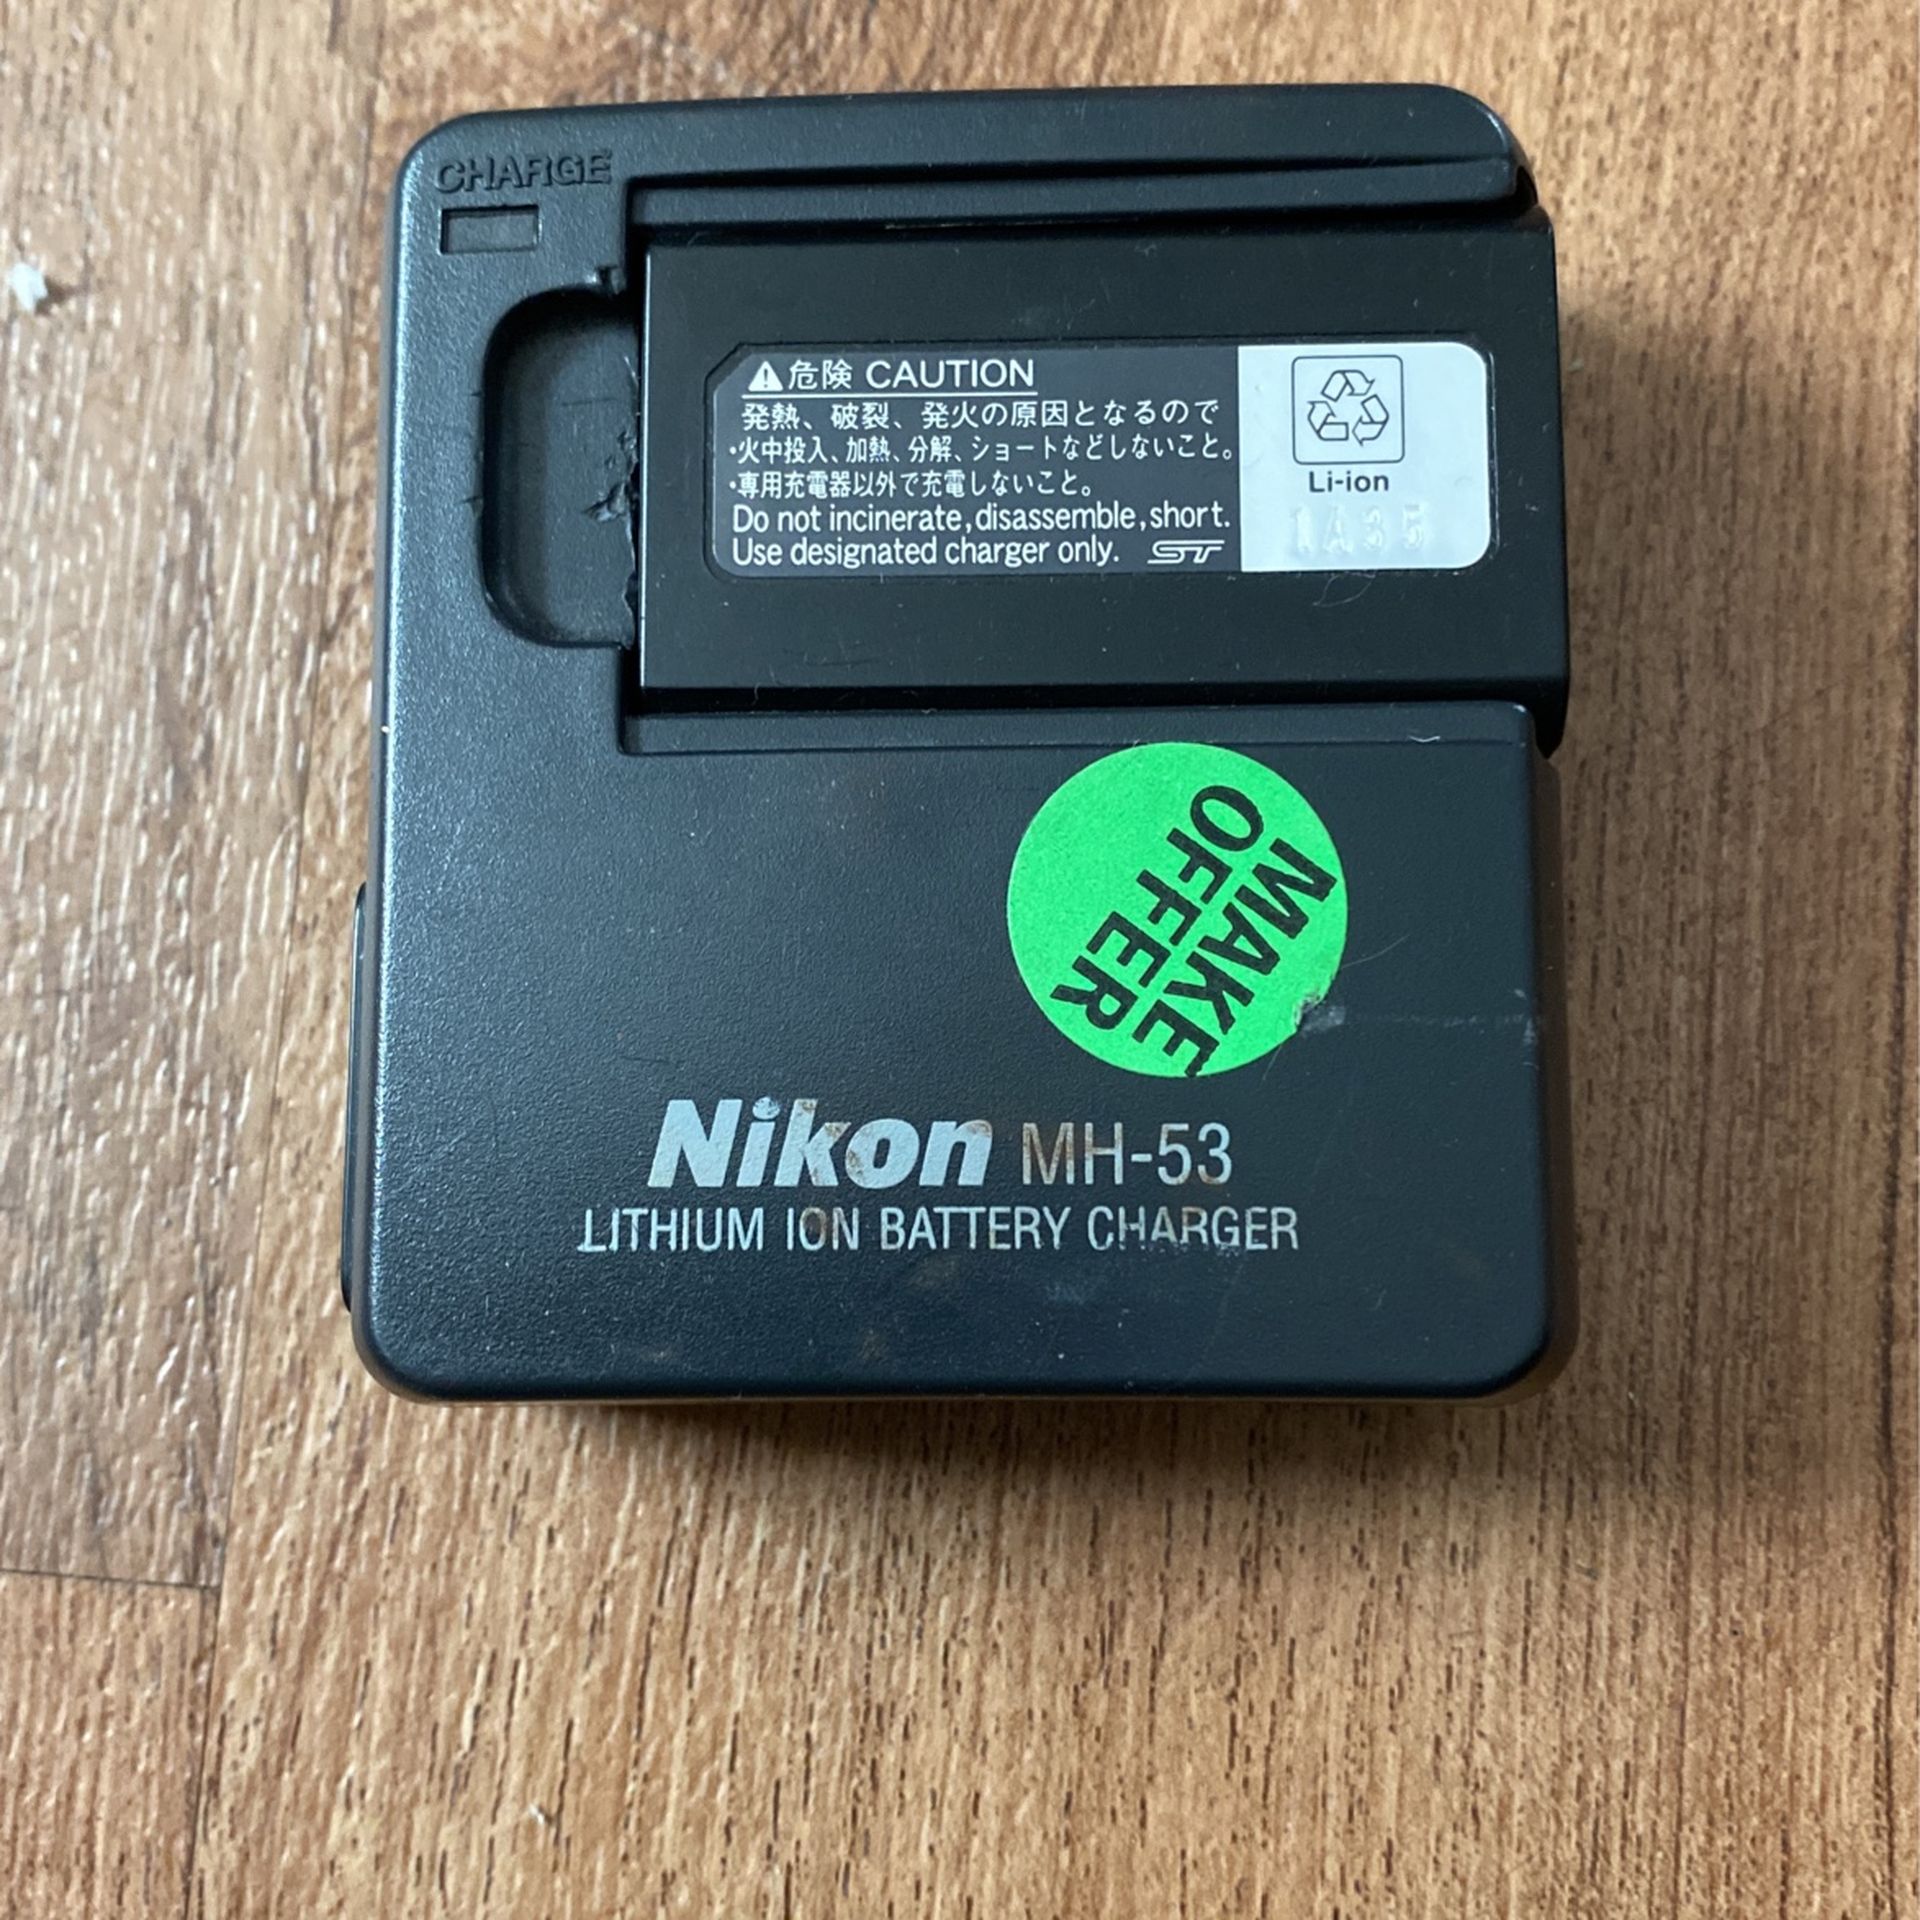 CHARGE
危険 CAUTION
発熱、破裂、発火の原因となるので
・火中投入、加熱、分解、ショートなどしないこと。
・専用充電器以外で充電しないこと。
Do not incinerate, disassemble, short.
Use designated charger only. ST
Li-ion
1A35
MAKE
OFFER
Nikon MH-53
LITHIUM ION BATTERY CHARGER